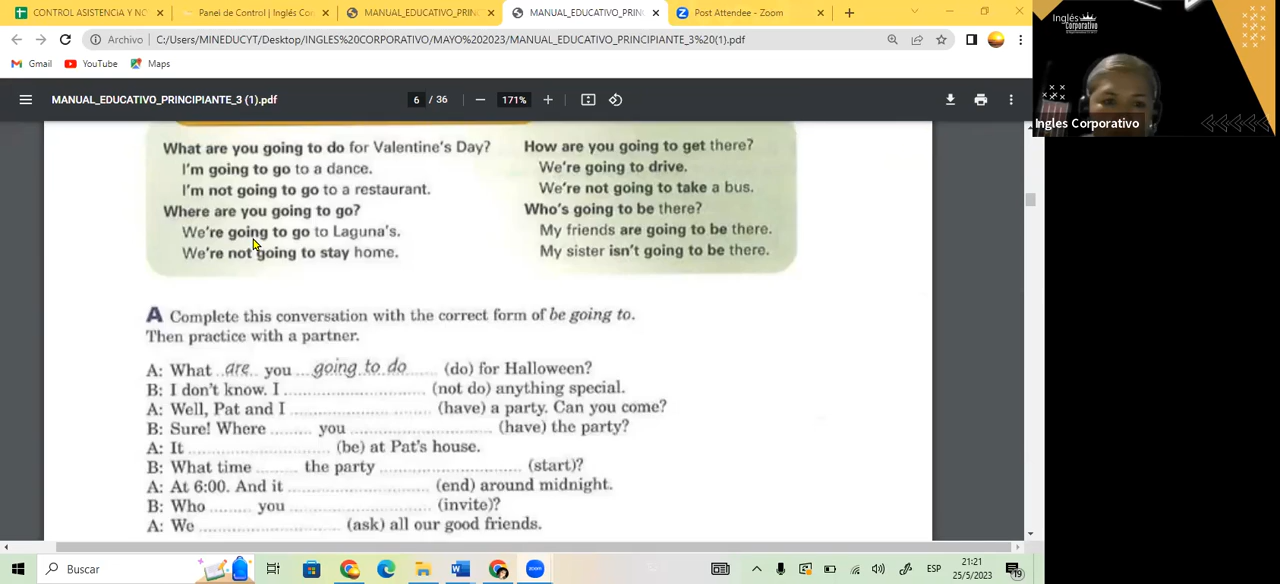 CONTROL ASISTENCiA Y NO
Panel de Control | Inglés Cor
MANUAL_EDUCATIVO_PRINC
MANUAL_EDUCATIVO_PRINC
Post Attendee - Zoom
Archivo
C:/Users/MINEDUCYT/Desktop/INGLES%20CORPORATIVO/MAYO%202023/MANUAL_EDUCATIVO_PRINCIPIANTE_3%20(1).pdf
Gmail
YouTube
Maps
MANUAL_EDUCATIVO_PRINCIPIANTE_3 (1).pdf
6 / 36
171%
What are you going to do for Valentine's Day?
I'm going to go to a dance.
I'm not going to go to a restaurant.
Where are you going to go?
We're going to go to Laguna's.
We're not going to stay home.
How are you going to get there?
We're going to drive.
We're not going to take a bus.
Who's going to be there?
My friends are going to be there.
My sister isn't going to be there.
A Complete this conversation with the correct form of be going to.
Then practice with a partner.
A: What are you going to do (do) for Halloween?
B: I don't know. I .......... (not do) anything special.
A: Well, Pat and I .......... (have) a party. Can you come?
B: Sure! Where .......... you .......... (have) the party?
A: It .......... (be) at Pat's house.
B: What time .......... the party .......... (start)?
A: At 6:00. And it .......... (end) around midnight.
B: Who .......... you .......... (invite)?
A: We .......... (ask) all our good friends.
Inglés
Corporativo
Ingles Corporativo
Buscar
ESP
21:21
25/5/2023
19